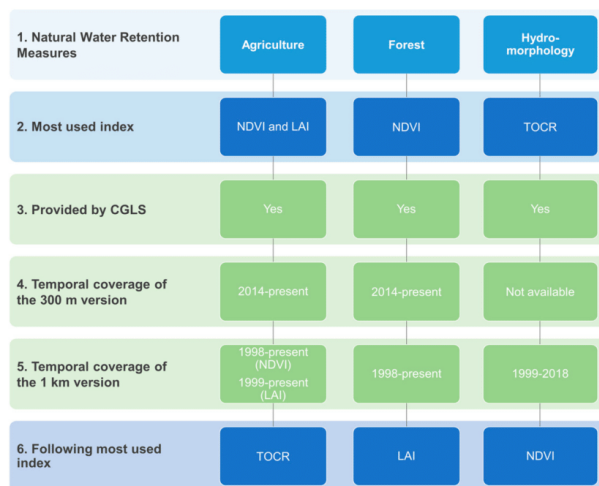 1. Natural Water Retention
Measures
Agriculture
Forest
Hydro-
morphology
2. Most used index
NDVI and LAI
NDVI
TOCR
3. Provided by CGLS
Yes
Yes
Yes
4. Temporal coverage of
the 300 m version
2014-present
2014-present
Not available
5. Temporal coverage of
the 1 km version
1998-present
(NDVI)
1999-present
(LAI)
1998-present
1999-2018
6. Following most used
index
TOCR
LAI
NDVI